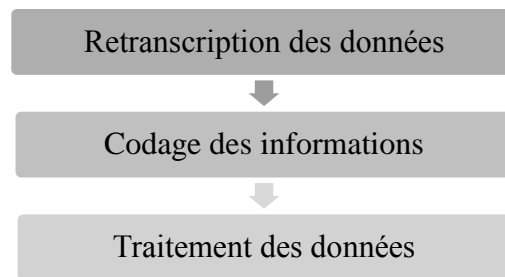 Retranscription des données
Codage des informations
Traitement des données